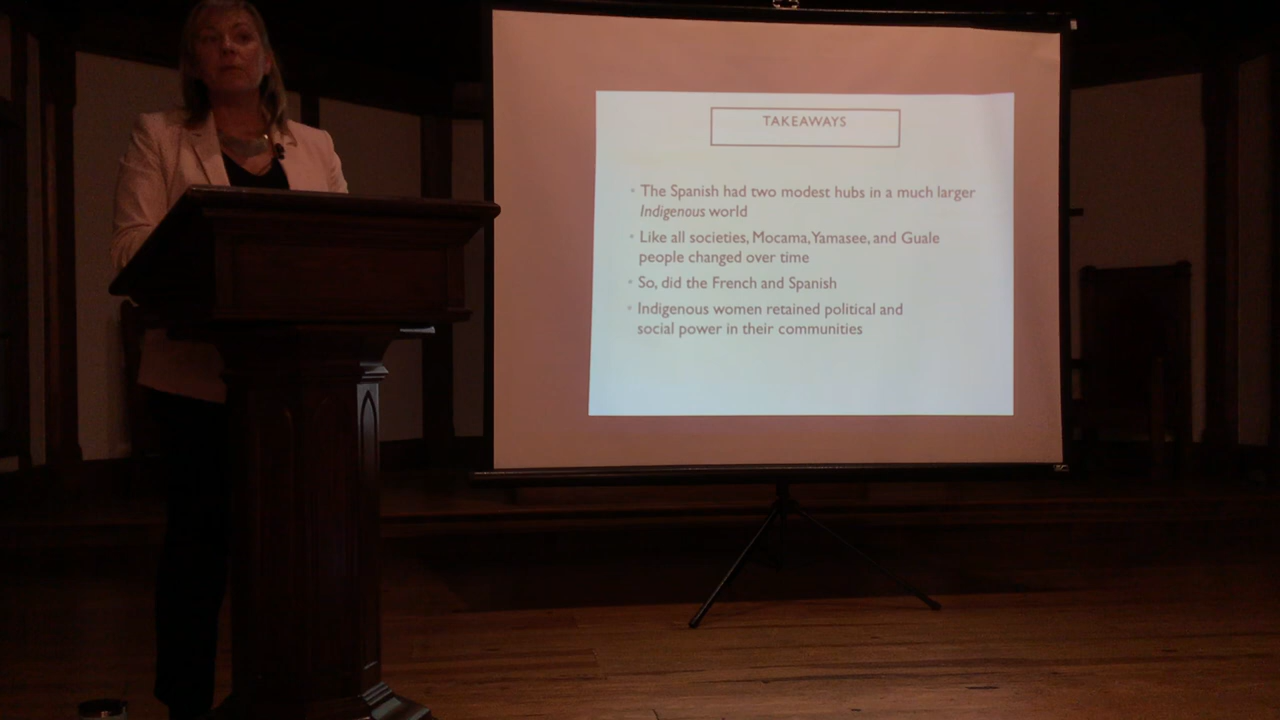 TAKEAWAYS
The Spanish had two modest hubs in a much larger
Indigenous world
Like all societies, Mocama, Yamasee, and Guale
people changed over time
So, did the French and Spanish
Indigenous women retained political and
social power in their communities